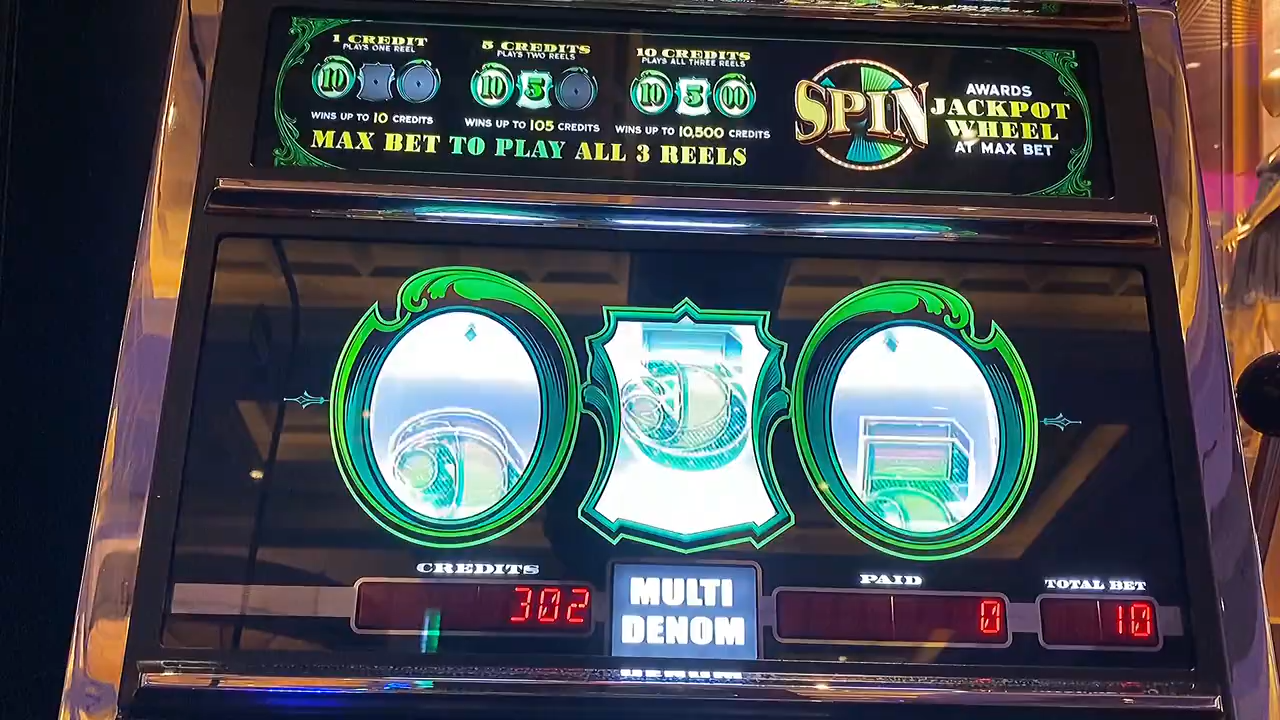 1 CREDIT
PLAYS ONE REEL
10
WINS UP TO 10 CREDITS
5 CREDITS
PLAYS TWO REELS
10 5
WINS UP TO 105 CREDITS
10 CREDITS
PLAYS ALL THREE REELS
10 5 00
WINS UP TO 10,500 CREDITS
MAX BET TO PLAY ALL 3 REELS
SPIN
AWARDS
JACKPOT
WHEEL
AT MAX BET
CREDITS
302
MULTI
DENOM
PAID
0
TOTAL BET
10